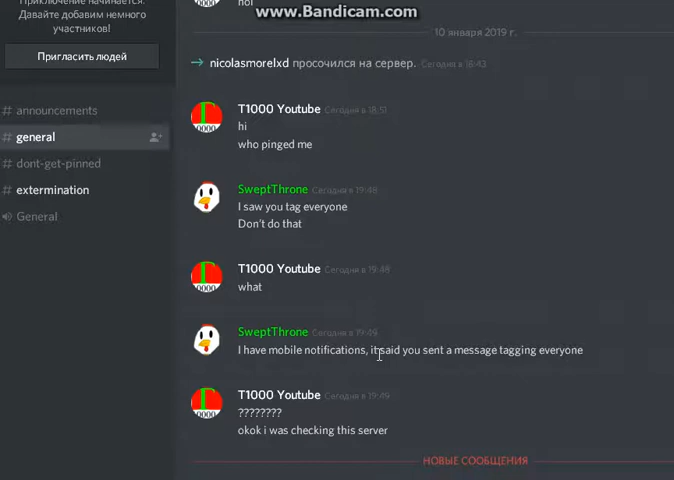 www.Bandicam.com
Приключение начинается.
Давайте добавим немного
участников!
Пригласить людей
# announcements
# general
# dont-get-pinned
# extermination
General
10 января 2019 г.
nicolasmorelxd просочился на сервер. Сегодня в 18:43
T1000 Youtube Сегодня в 18:51
hi
who pinged me
SweptThrone Сегодня в 19:48
I saw you tag everyone
Don't do that
T1000 Youtube Сегодня в 19:48
what
SweptThrone Сегодня в 19:49
I have mobile notifications, it said you sent a message tagging everyone
T1000 Youtube Сегодня в 19:49
????????
okok i was checking this server
НОВЫЕ СООБЩЕНИЯ